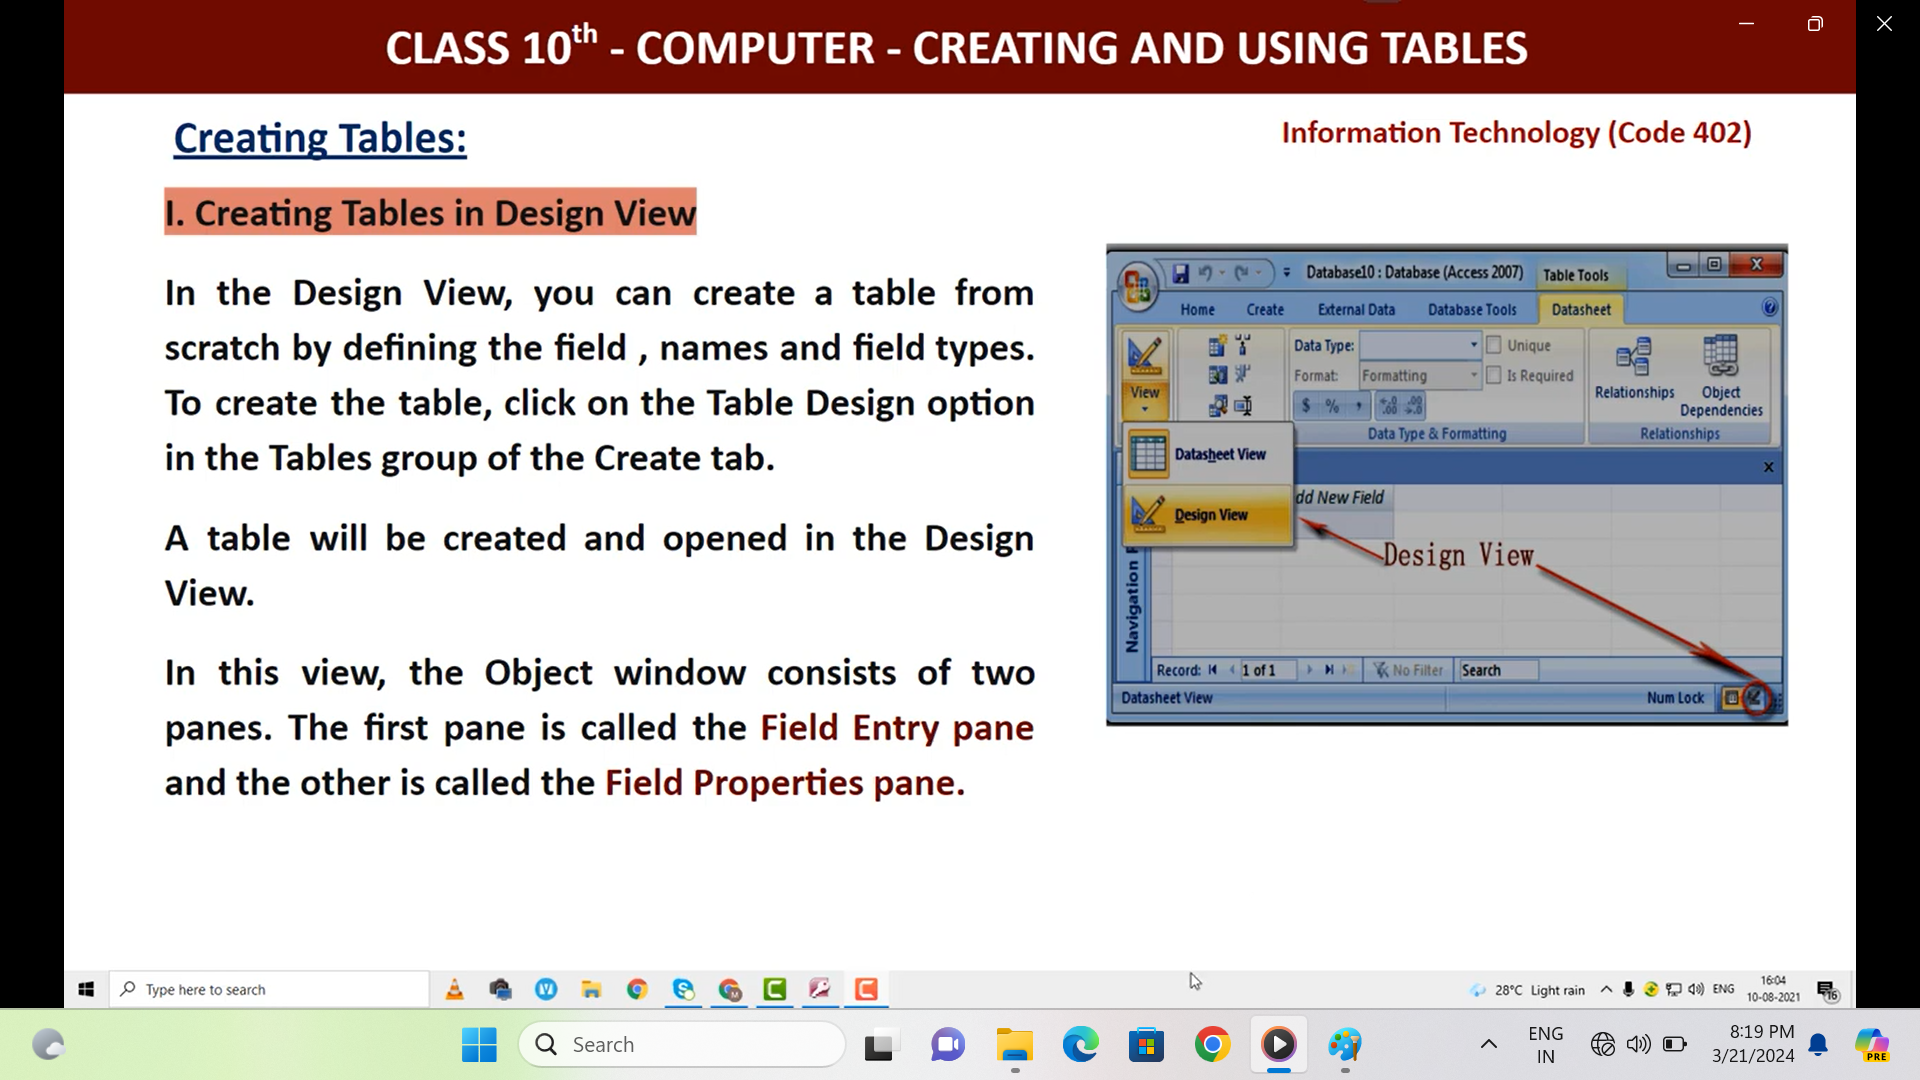 CLASS 10th - COMPUTER - CREATING AND USING TABLES
Creating Tables:
Information Technology (Code 402)
I. Creating Tables in Design View
In the Design View, you can create a table from
scratch by defining the field , names and field types.
To create the table, click on the Table Design option
in the Tables group of the Create tab.
A table will be created and opened in the Design
View.
In this view, the Object window consists of two
panes. The first pane is called the Field Entry pane
and the other is called the Field Properties pane.
Database10 : Database (Access 2007)
Table Tools
Home
Create
External Data
Database Tools
Datasheet
View
Data Type:
Unique
Format:
Formatting
Is Required
$ % ,
Data Type & Formatting
Relationships
Object
Dependencies
Relationships
Datasheet View
Design View
dd New Field
Design View
Navigation
Record:
1 of 1
No Filter
Search
Datasheet View
Num Lock
Type here to search
28°C Light rain
ENG
16:04
10-08-2021
16
Search
ENG
IN
8:19 PM
3/21/2024
PRE